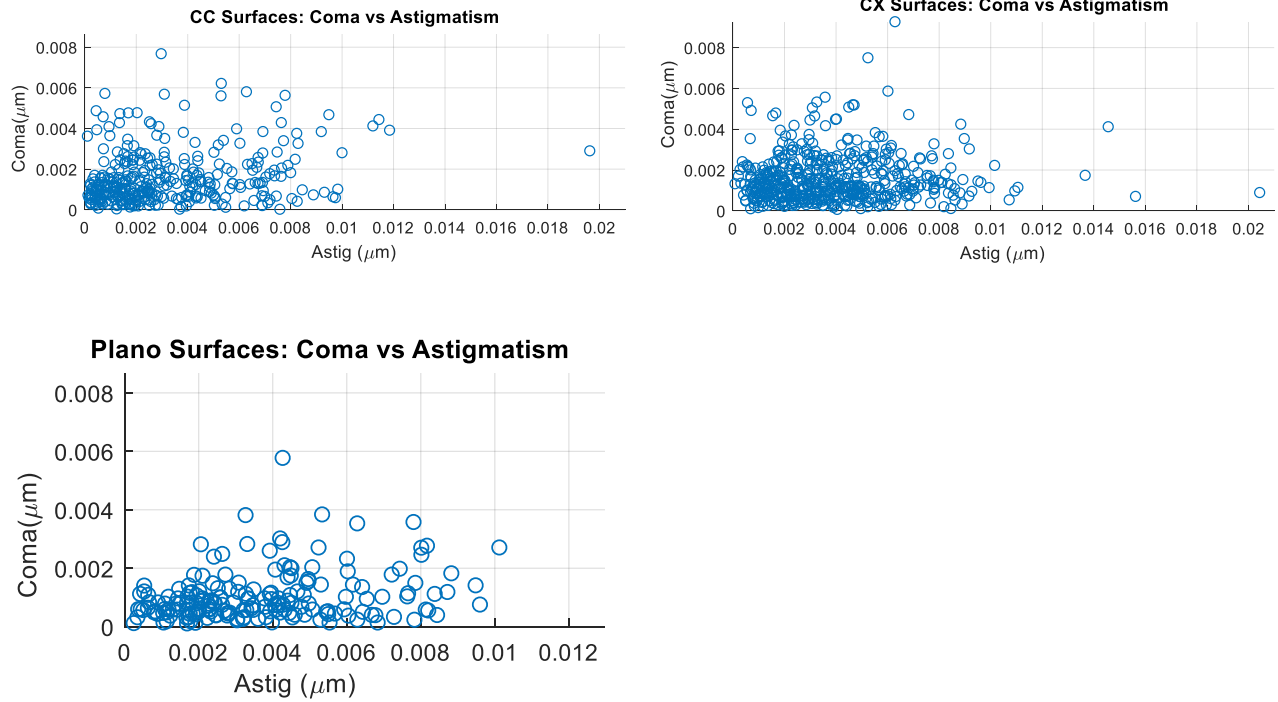 CC Surfaces: Coma vs Astigmatism
0.008
0.006
0.004
0.002
0
Coma(μm)
0 0.002 0.004 0.006 0.008 0.01 0.012 0.014 0.016 0.018 0.02
Astig (μm)
CX Surfaces: Coma vs Astigmatism
0.008
0.006
0.004
0.002
0
Coma(μm)
0 0.002 0.004 0.006 0.008 0.01 0.012 0.014 0.016 0.018 0.02
Astig (μm)
Plano Surfaces: Coma vs Astigmatism
0.008
0.006
0.004
0.002
0
Coma(μm)
0 0.002 0.004 0.006 0.008 0.01 0.012
Astig (μm)